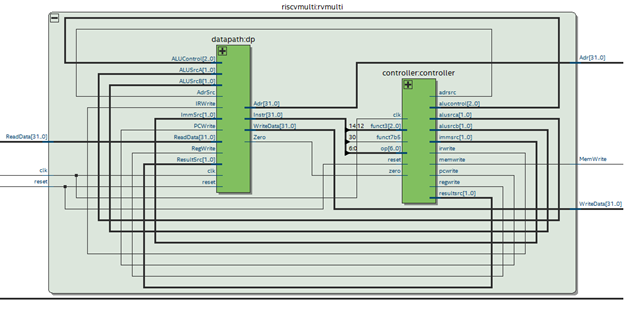 riscvmulti:rvmulti
datapath:dp
ALUControl[2..0]
ALUSrcA[1..0]
ALUSrcB[1..0]
AdrSrc
IRWrite
ImmSrc[1..0]
PCWrite
ReadData[31..0]
RegWrite
ResultSrc[1..0]
clk
reset
Adr[31..0]
Instr[31..0]
WriteData[31..0]
Zero
controller:controller
clk
14:12 funct3[2..0]
30 funct7b5
6:0 op[6..0]
reset
zero
adrsrc
alucontrol[2..0]
alusrca[1..0]
alusrcb[1..0]
immsrc[1..0]
irwrite
memwrite
pcwrite
regwrite
resultsrc[1..0]
ReadData[31..0]
clk
reset
Adr[31..0]
MemWrite
WriteData[31..0]